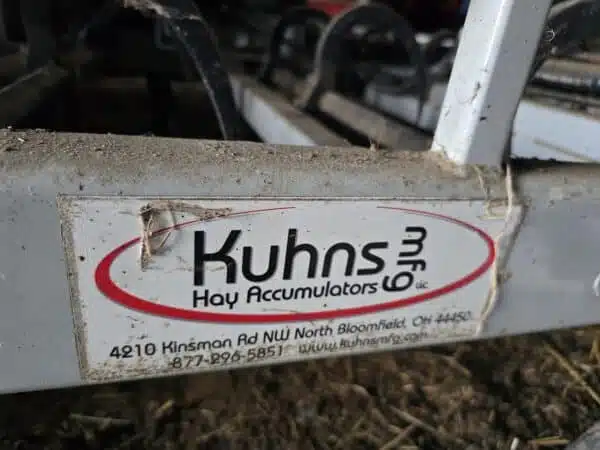 Kuhns mfg LLC
Hay Accumulators
4210 Kinsman Rd NW North Bloomfield, OH 44450
877-296-5851 www.kuhnsmfg.com